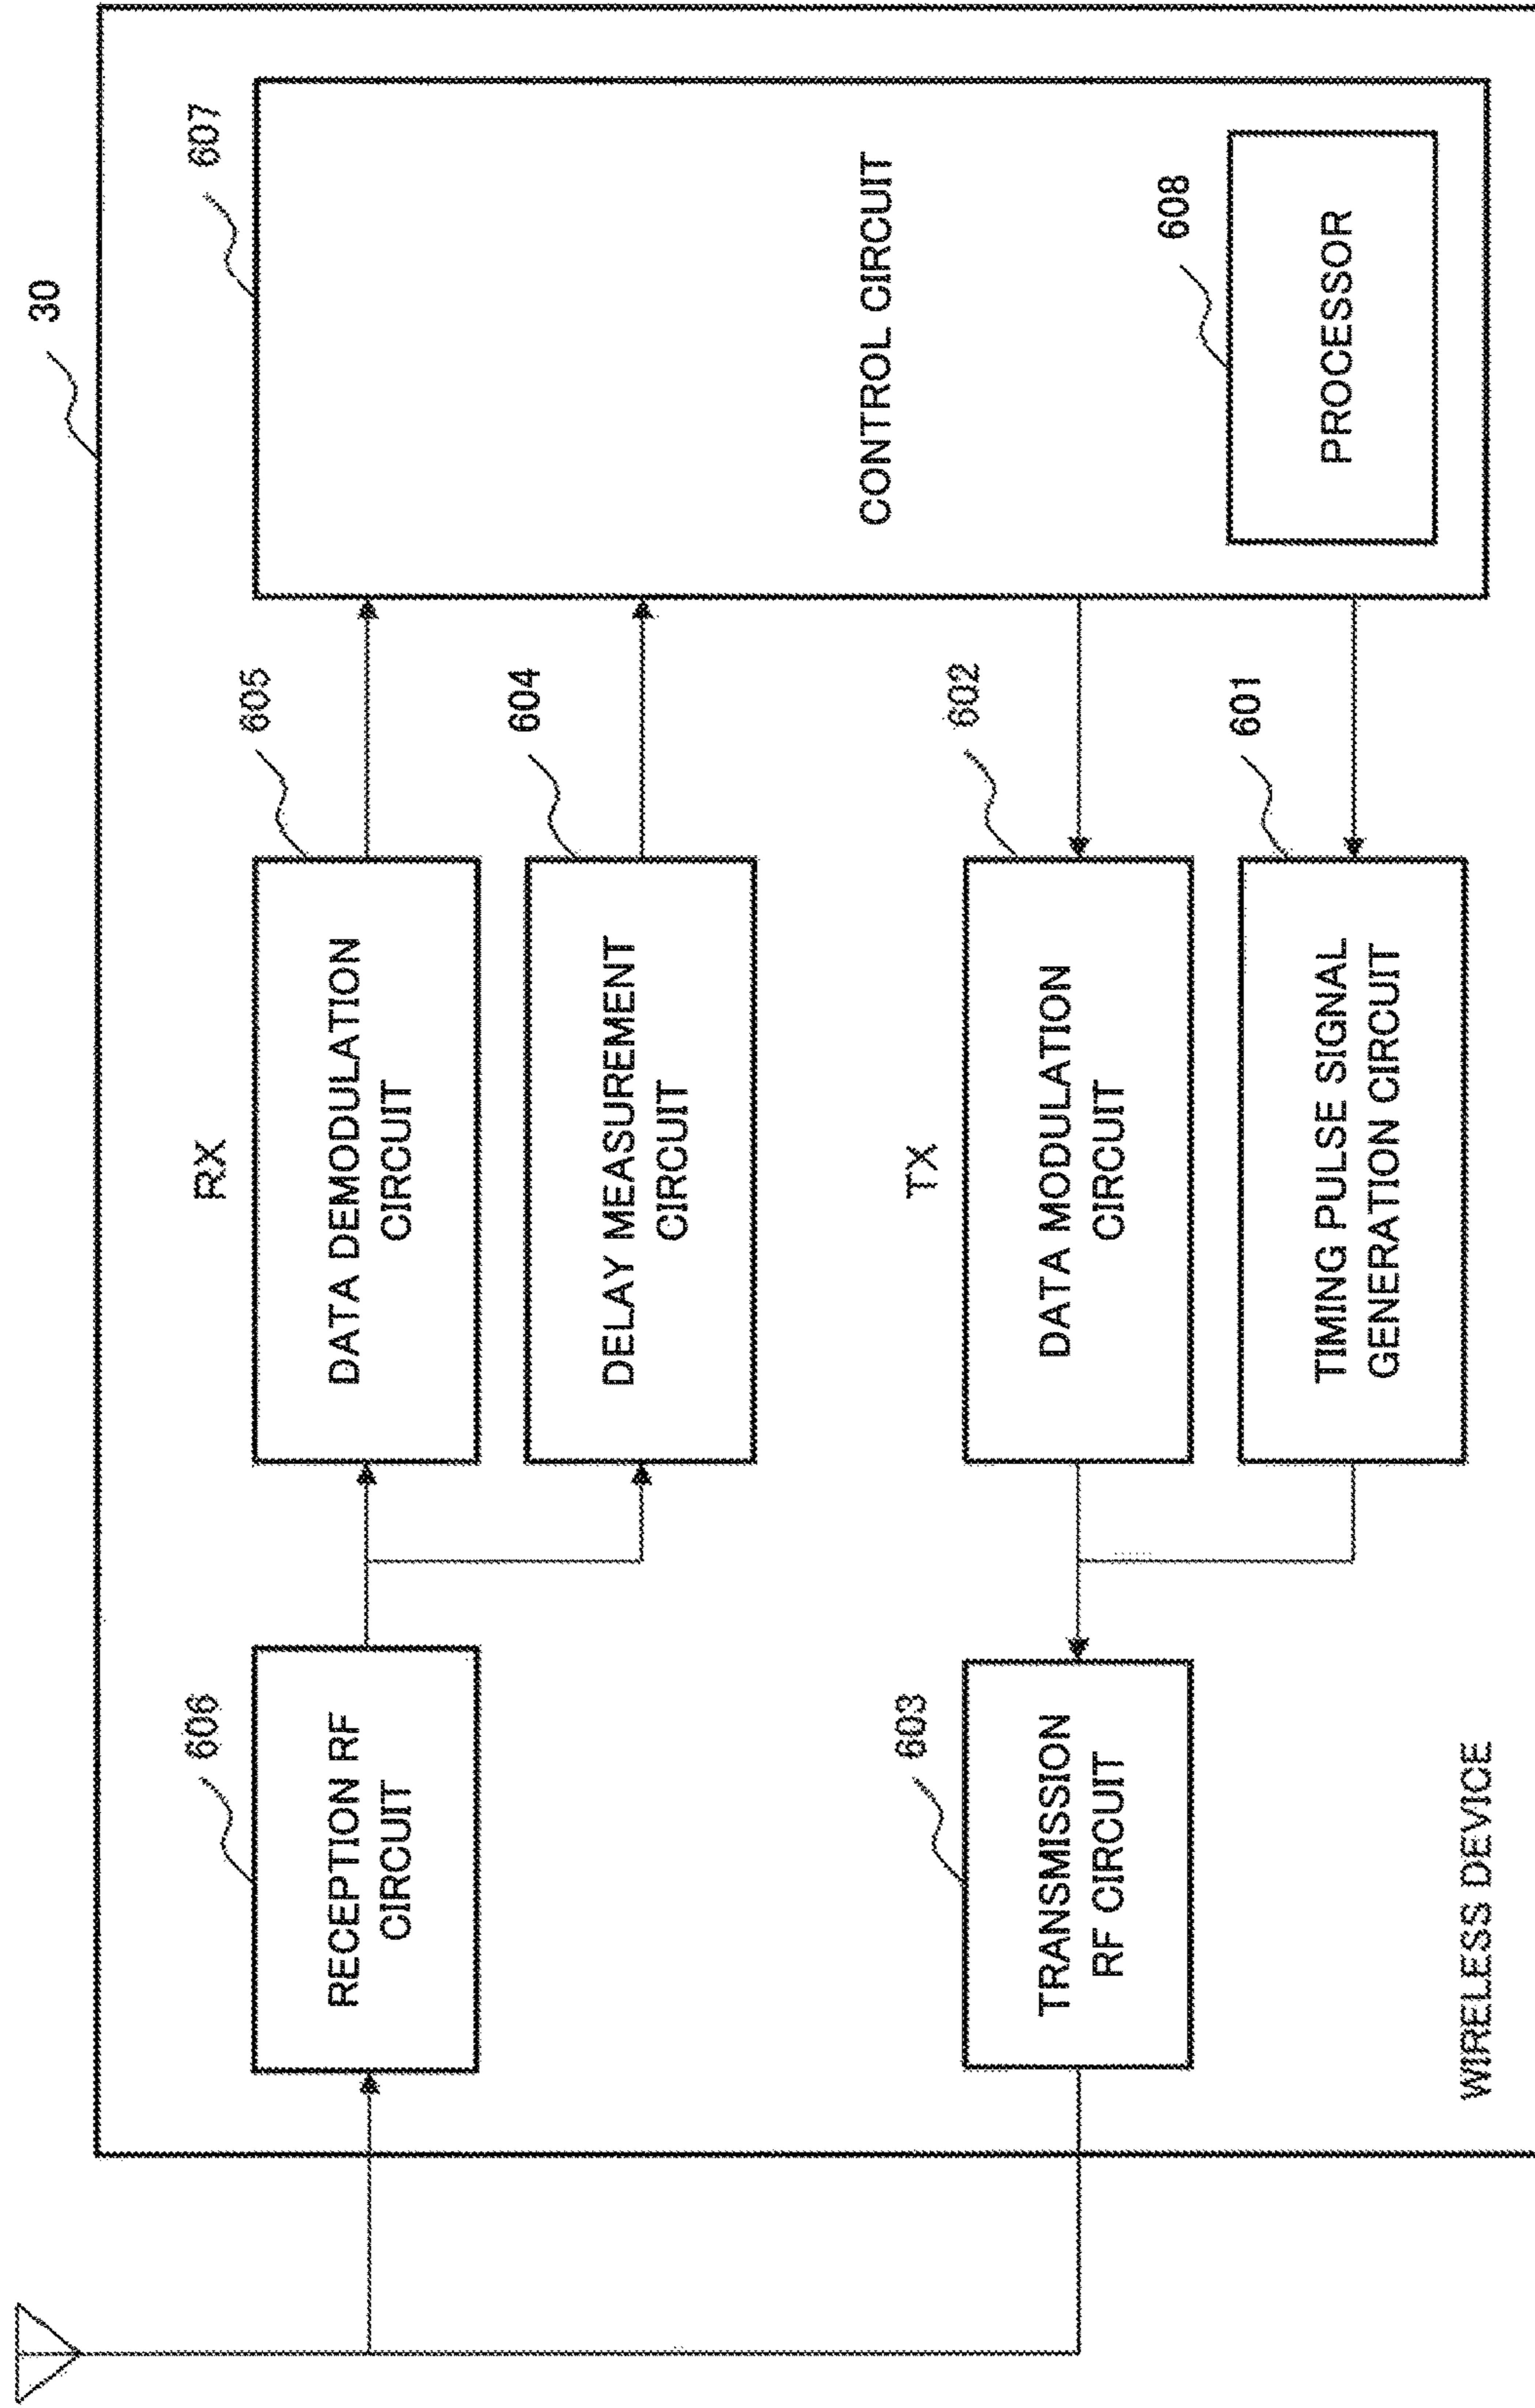 30
607
RX
605
606
RECEPTION RF
CIRCUIT
DATA DEMODULATION
CIRCUIT
604
DELAY MEASUREMENT
CIRCUIT
CONTROL CIRCUIT
TX
602
603
TRANSMISSION
RF CIRCUIT
DATA MODULATION
CIRCUIT
608
PROCESSOR
601
TIMING PULSE SIGNAL
GENERATION CIRCUIT
WIRELESS DEVICE